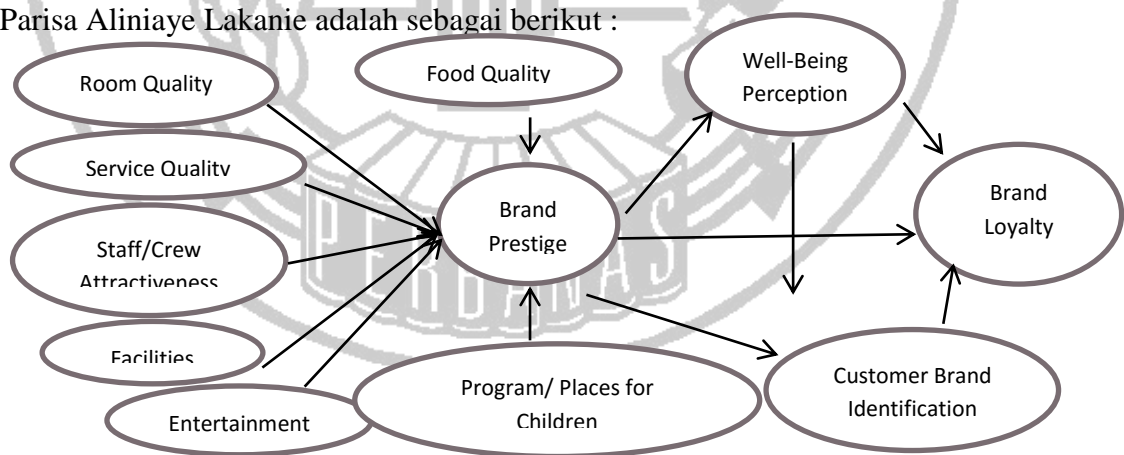 Parisa Aliniaye Lakanie adalah sebagai berikut :
Room Quality
Food Quality
Well-Being
Perception
Service Quality
Brand
Prestige
Brand
Loyalty
Staff/Crew
Attractiveness
Facilities
Entertainment
Program/ Places for
Children
Customer Brand
Identification
PERBANAS